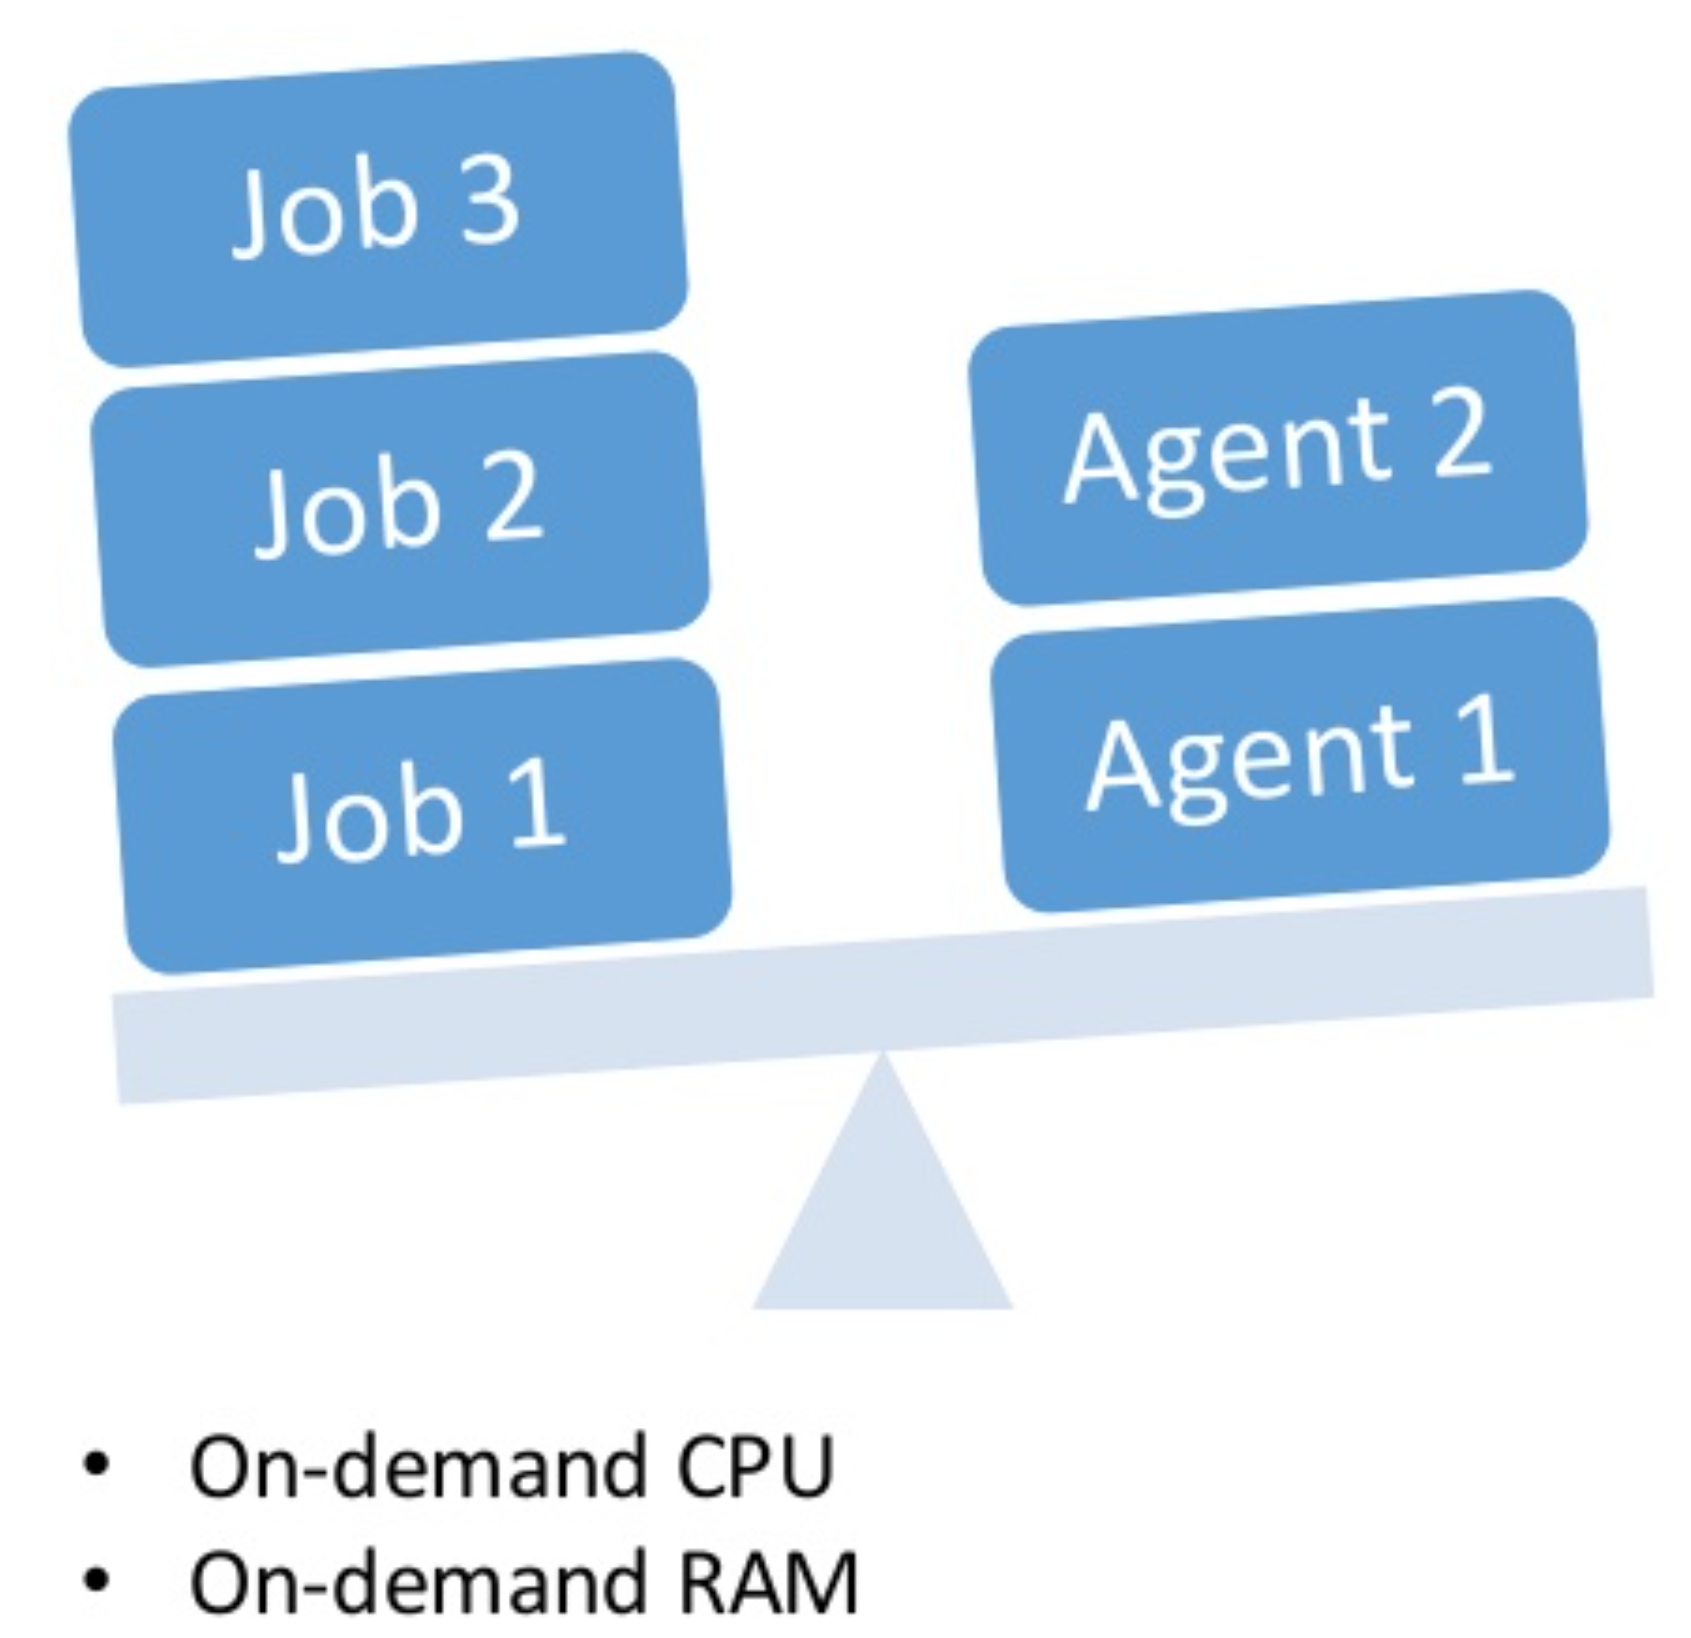 Job 3
Job 2
Job 1
Agent 2
Agent 1
• On-demand CPU
• On-demand RAM